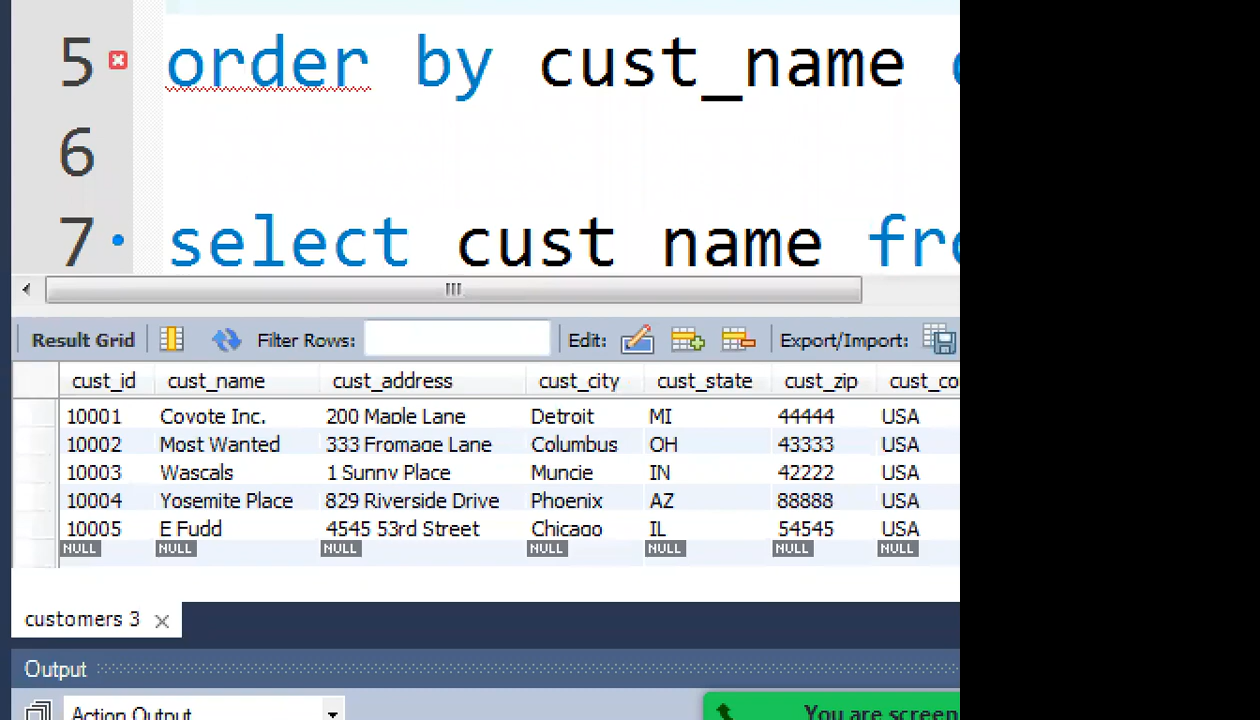 5 order by cust_name
6
7 select cust_name
Result Grid Filter Rows: Edit: Export/Import:
cust_id cust_name cust_address cust_city cust_state cust_zip cust_co
10001 Coyote Inc. 200 Maple Lane Detroit MI 44444 USA
10002 Most Wanted 333 Fromage Lane Columbus OH 43333 USA
10003 Wascals 1 Sunny Place Muncie IN 42222 USA
10004 Yosemite Place 829 Riverside Drive Phoenix AZ 88888 USA
10005 E Fudd 4545 53rd Street Chicago IL 54545 USA
NULL NULL NULL NULL NULL NULL NULL
customers 3
Output
Action Output
You are screen